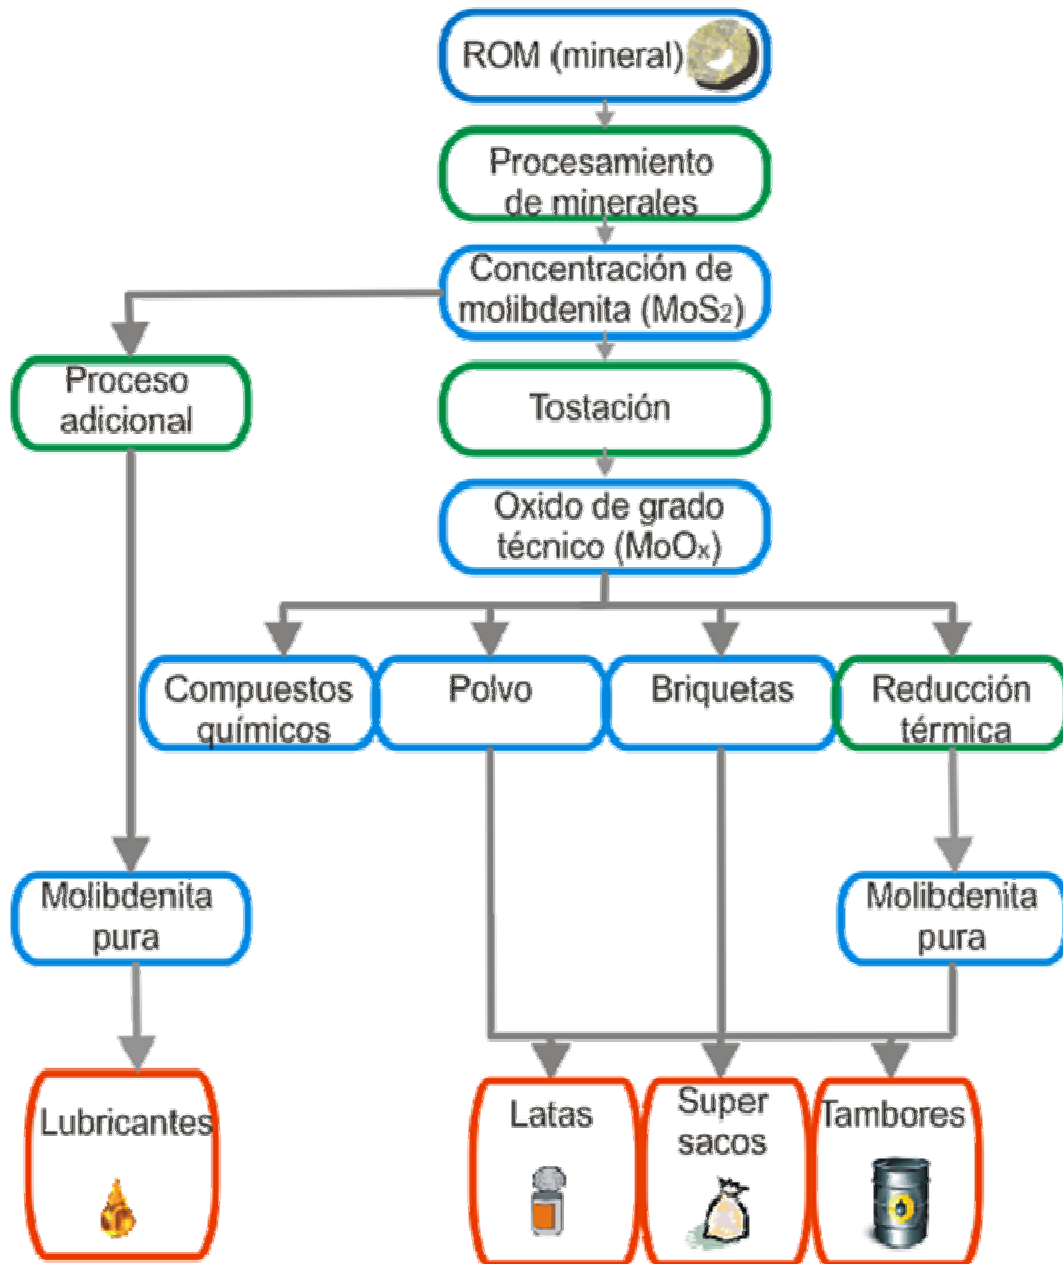 ROM (mineral)
Procesamiento
de minerales
Concentración de
molibdenita (MoS₂)
Proceso
adicional
Tostación
Oxido de grado
técnico (MoOₓ)
Compuestos
químicos
Polvo
Briquetas
Reducción
térmica
Molibdenita
pura
Molibdenita
pura
Lubricantes
Latas
Super
sacos
Tambores